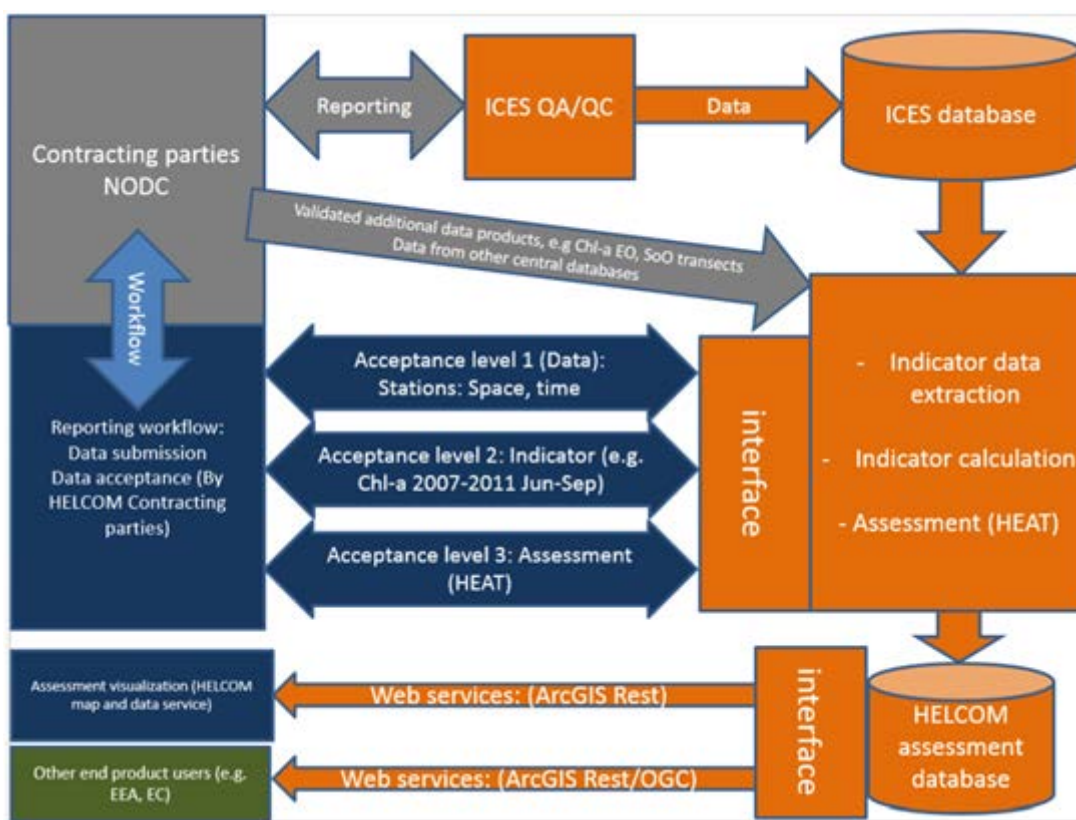 Contracting parties
NODC
Reporting
ICES QA/QC
Data
ICES database
Validated additional data products, e.g Chl-a EO, SoO transects
Data from other central databases
Workflow
Reporting workflow:
Data submission
Data acceptance (By
HELCOM Contracting
parties)
Acceptance level 1 (Data):
Stations: Space, time
Acceptance level 2: Indicator (e.g.
Chl-a 2007-2011 Jun-Sep)
Acceptance level 3: Assessment
(HEAT)
interface
- Indicator data
extraction
- Indicator calculation
- Assessment (HEAT)
Assessment visualization (HELCOM
map and data service)
Web services: (ArcGIS Rest)
Other end product users (e.g.
EEA, EC)
Web services: (ArcGIS Rest/OGC)
interface
HELCOM
assessment
database